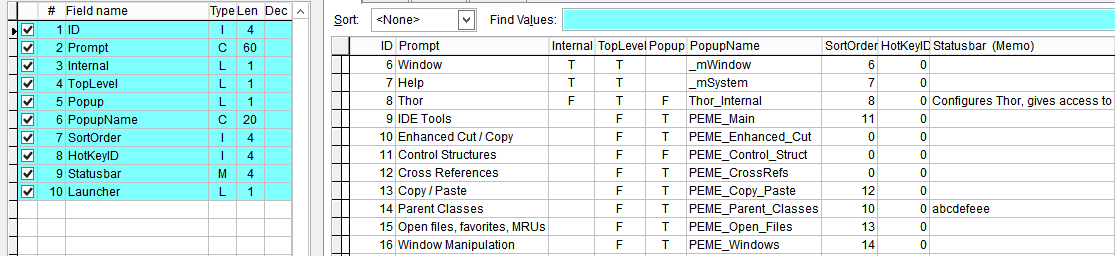 # Field name Type Len Dec
1 ID I 4
2 Prompt C 60
3 Internal L 1
4 TopLevel L 1
5 Popup L 1
6 PopupName C 20
7 SortOrder I 4
8 HotKeyID I 4
9 Statusbar M 4
10 Launcher L 1
Sort: <None> Find Values:
ID Prompt Internal TopLevel Popup PopupName SortOrder HotKeyID Statusbar (Memo)
6 Window T T _mWindow 6 0
7 Help T T _mSystem 7 0
8 Thor F T F Thor_Internal 8 0 Configures Thor, gives access to
9 IDE Tools F T PEME_Main 11 0
10 Enhanced Cut / Copy F T PEME_Enhanced_Cut 0 0
11 Control Structures F F PEME_Control_Struct 0 0
12 Cross References F T PEME_CrossRefs 0 0
13 Copy / Paste F T PEME_Copy_Paste 12 0
14 Parent Classes F T PEME_Parent_Classes 10 0 abcdefeee
15 Open files, favorites, MRUs F T PEME_Open_Files 13 0
16 Window Manipulation F T PEME_Windows 14 0